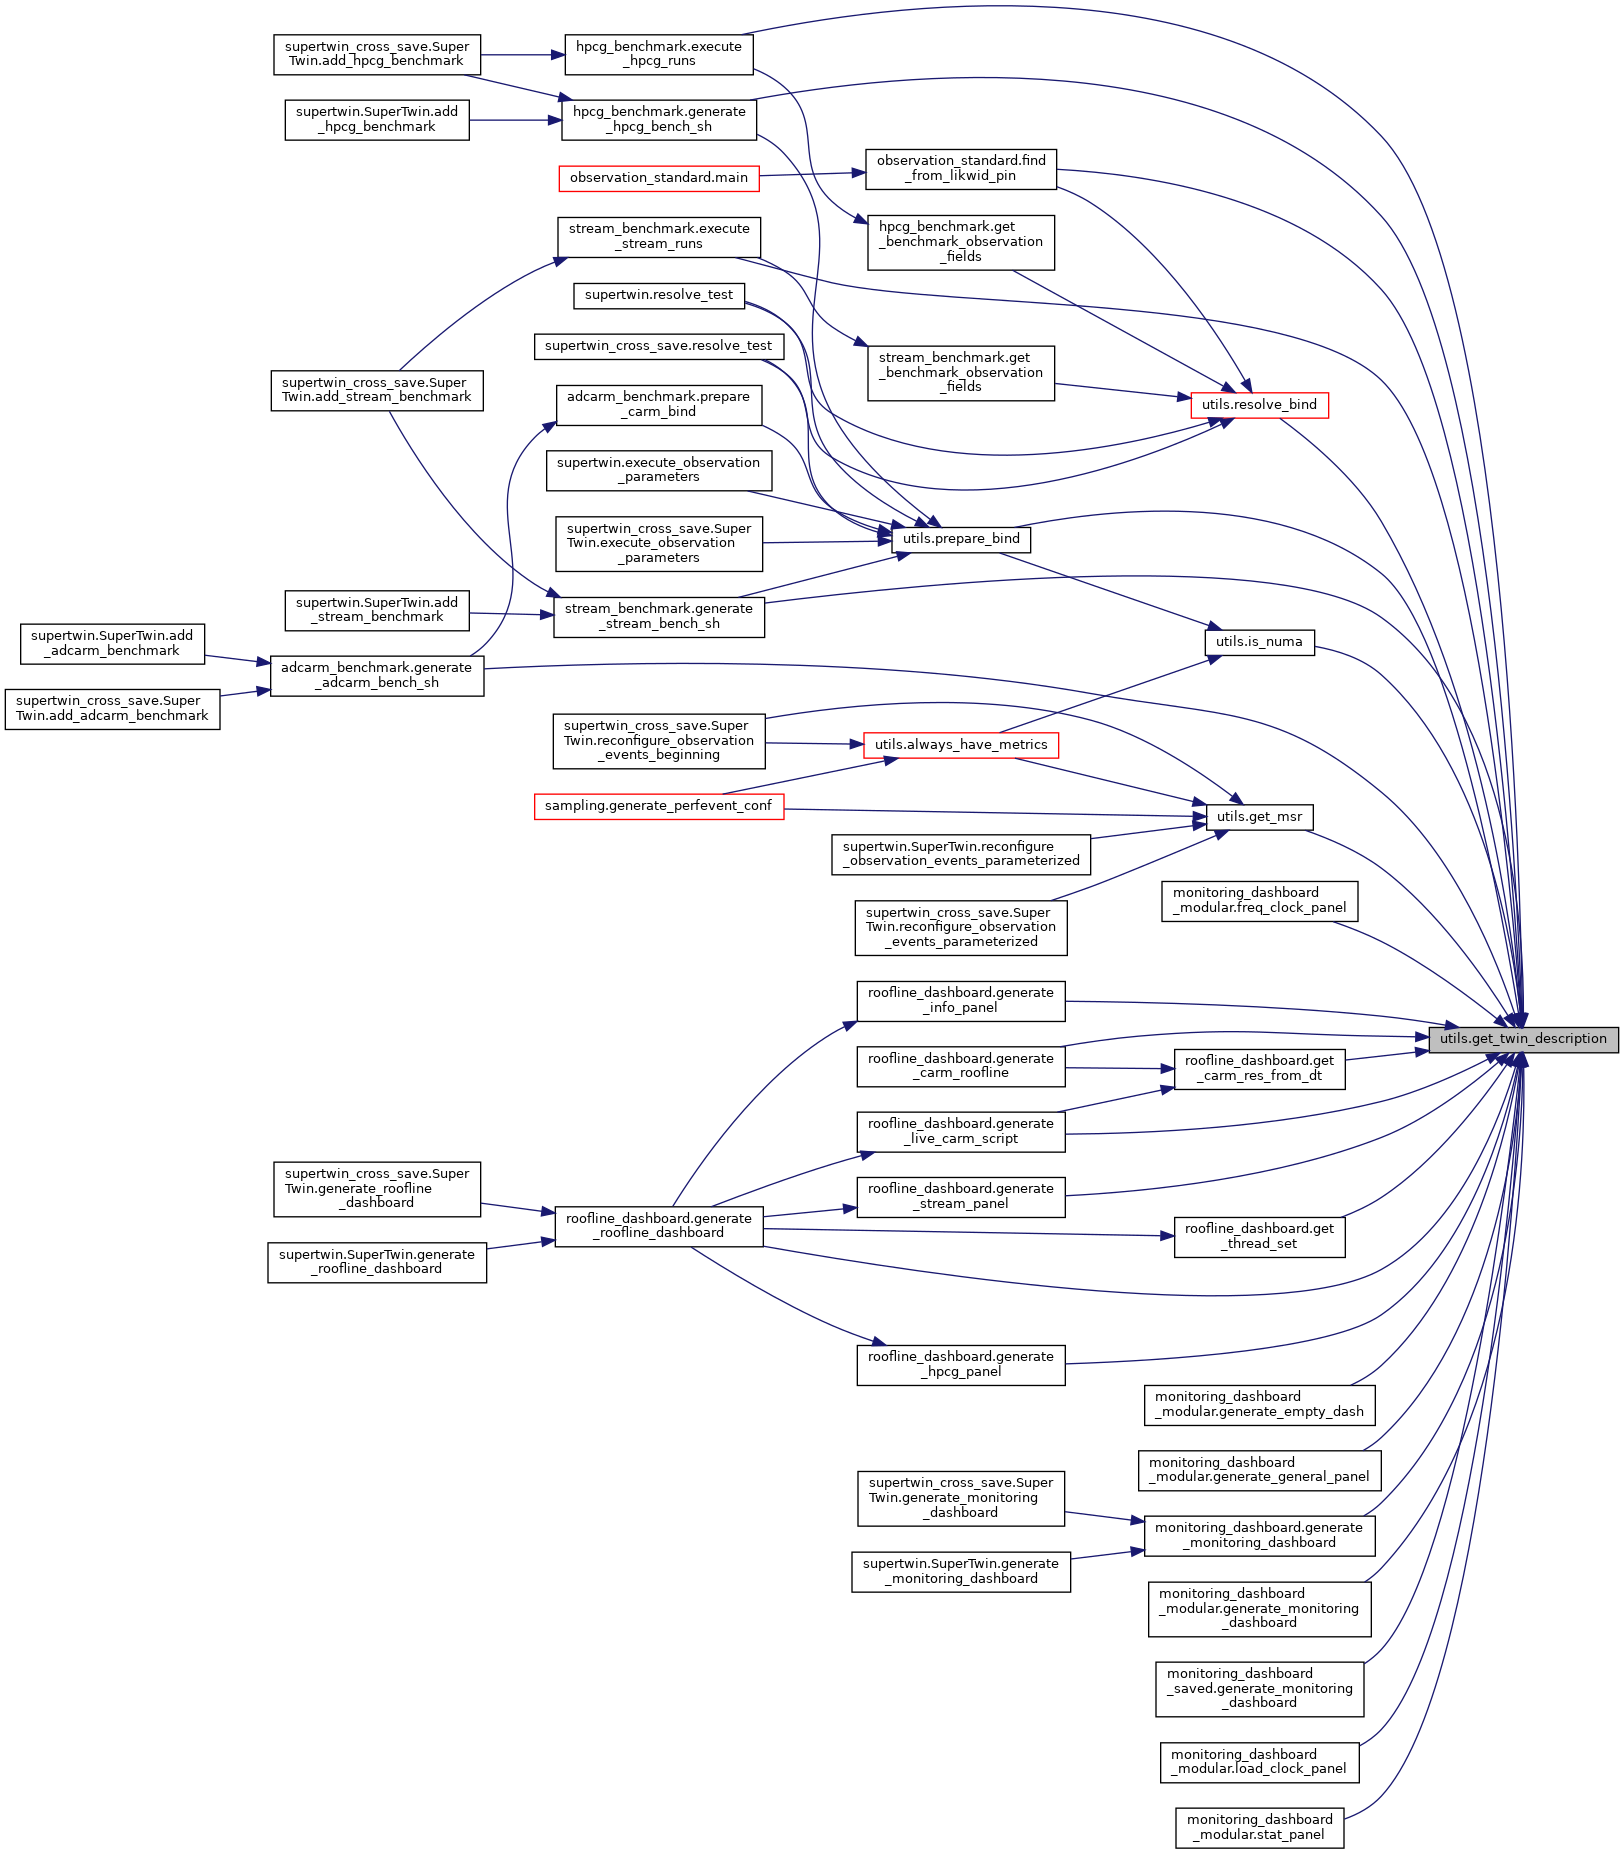 supertwin_cross_save.Super
Twin.add_hpcg_benchmark
hpcg_benchmark.execute
_hpcg_runs
supertwin.SuperTwin.add
_hpcg_benchmark
hpcg_benchmark.generate
_hpcg_bench_sh
observation_standard.main
observation_standard.find
_from_likwid_pin
stream_benchmark.execute
_stream_runs
hpcg_benchmark.get
_benchmark_observation
_fields
supertwin.resolve_test
supertwin_cross_save.resolve_test
stream_benchmark.get
_benchmark_observation
_fields
supertwin_cross_save.Super
Twin.add_stream_benchmark
adcarm_benchmark.prepare
_carm_bind
utils.resolve_bind
supertwin.execute_observation
_parameters
supertwin_cross_save.Super
Twin.execute_observation
_parameters
utils.prepare_bind
supertwin.SuperTwin.add
_stream_benchmark
stream_benchmark.generate
_stream_bench_sh
supertwin.SuperTwin.add
_adcarm_benchmark
utils.is_numa
adcarm_benchmark.generate
_adcarm_bench_sh
supertwin_cross_save.Super
Twin.add_adcarm_benchmark
supertwin_cross_save.Super
Twin.reconfigure_observation
_events_beginning
utils.always_have_metrics
sampling.generate_perfevent_conf
utils.get_msr
supertwin.SuperTwin.reconfigure
_observation_events_parameterized
monitoring_dashboard
_modular.freq_clock_panel
supertwin_cross_save.Super
Twin.reconfigure_observation
_events_parameterized
roofline_dashboard.generate
_info_panel
utils.get_twin_description
roofline_dashboard.generate
_carm_roofline
roofline_dashboard.get
_carm_res_from_dt
roofline_dashboard.generate
_live_carm_script
supertwin_cross_save.Super
Twin.generate_roofline
_dashboard
roofline_dashboard.generate
_stream_panel
roofline_dashboard.generate
_roofline_dashboard
roofline_dashboard.get
_thread_set
supertwin.SuperTwin.generate
_roofline_dashboard
roofline_dashboard.generate
_hpcg_panel
monitoring_dashboard
_modular.generate_empty_dash
monitoring_dashboard
_modular.generate_general_panel
supertwin_cross_save.Super
Twin.generate_monitoring
_dashboard
monitoring_dashboard.generate
_monitoring_dashboard
supertwin.SuperTwin.generate
_monitoring_dashboard
monitoring_dashboard
_modular.generate_monitoring
_dashboard
monitoring_dashboard
_saved.generate_monitoring
_dashboard
monitoring_dashboard
_modular.load_clock_panel
monitoring_dashboard
_modular.stat_panel